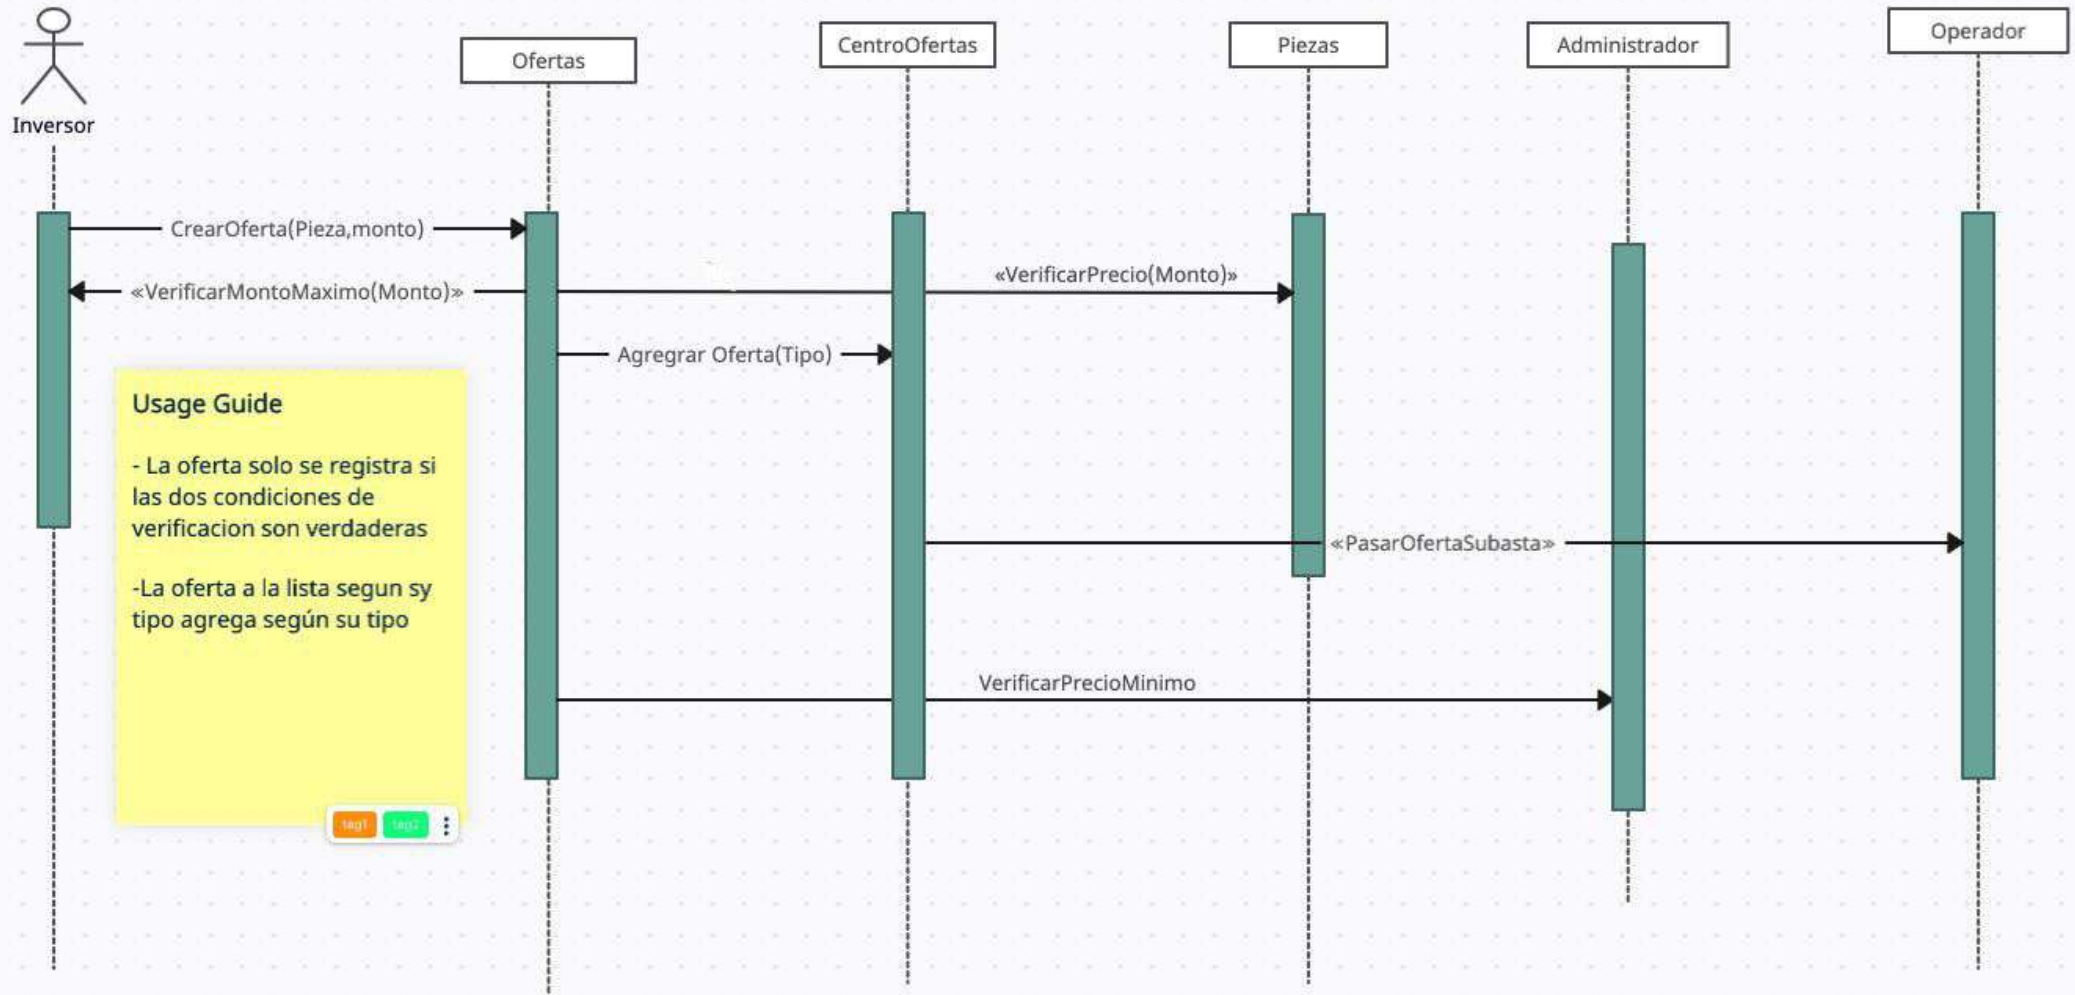 Operador
CentroOfertas
Piezas
Administrador
Ofertas
Inversor
CrearOferta(Pieza,monto)
«VerificarPrecio(Monto)»
«VerificarMontoMaximo(Monto)»
Agregrar Oferta(Tipo)
Usage Guide
- La oferta solo se registra si
las dos condiciones de
verificacion son verdaderas
-La oferta a la lista segun sy
tipo agrega según su tipo
«PasarOfertaSubasta»
VerificarPrecioMinimo
tag1
tag2